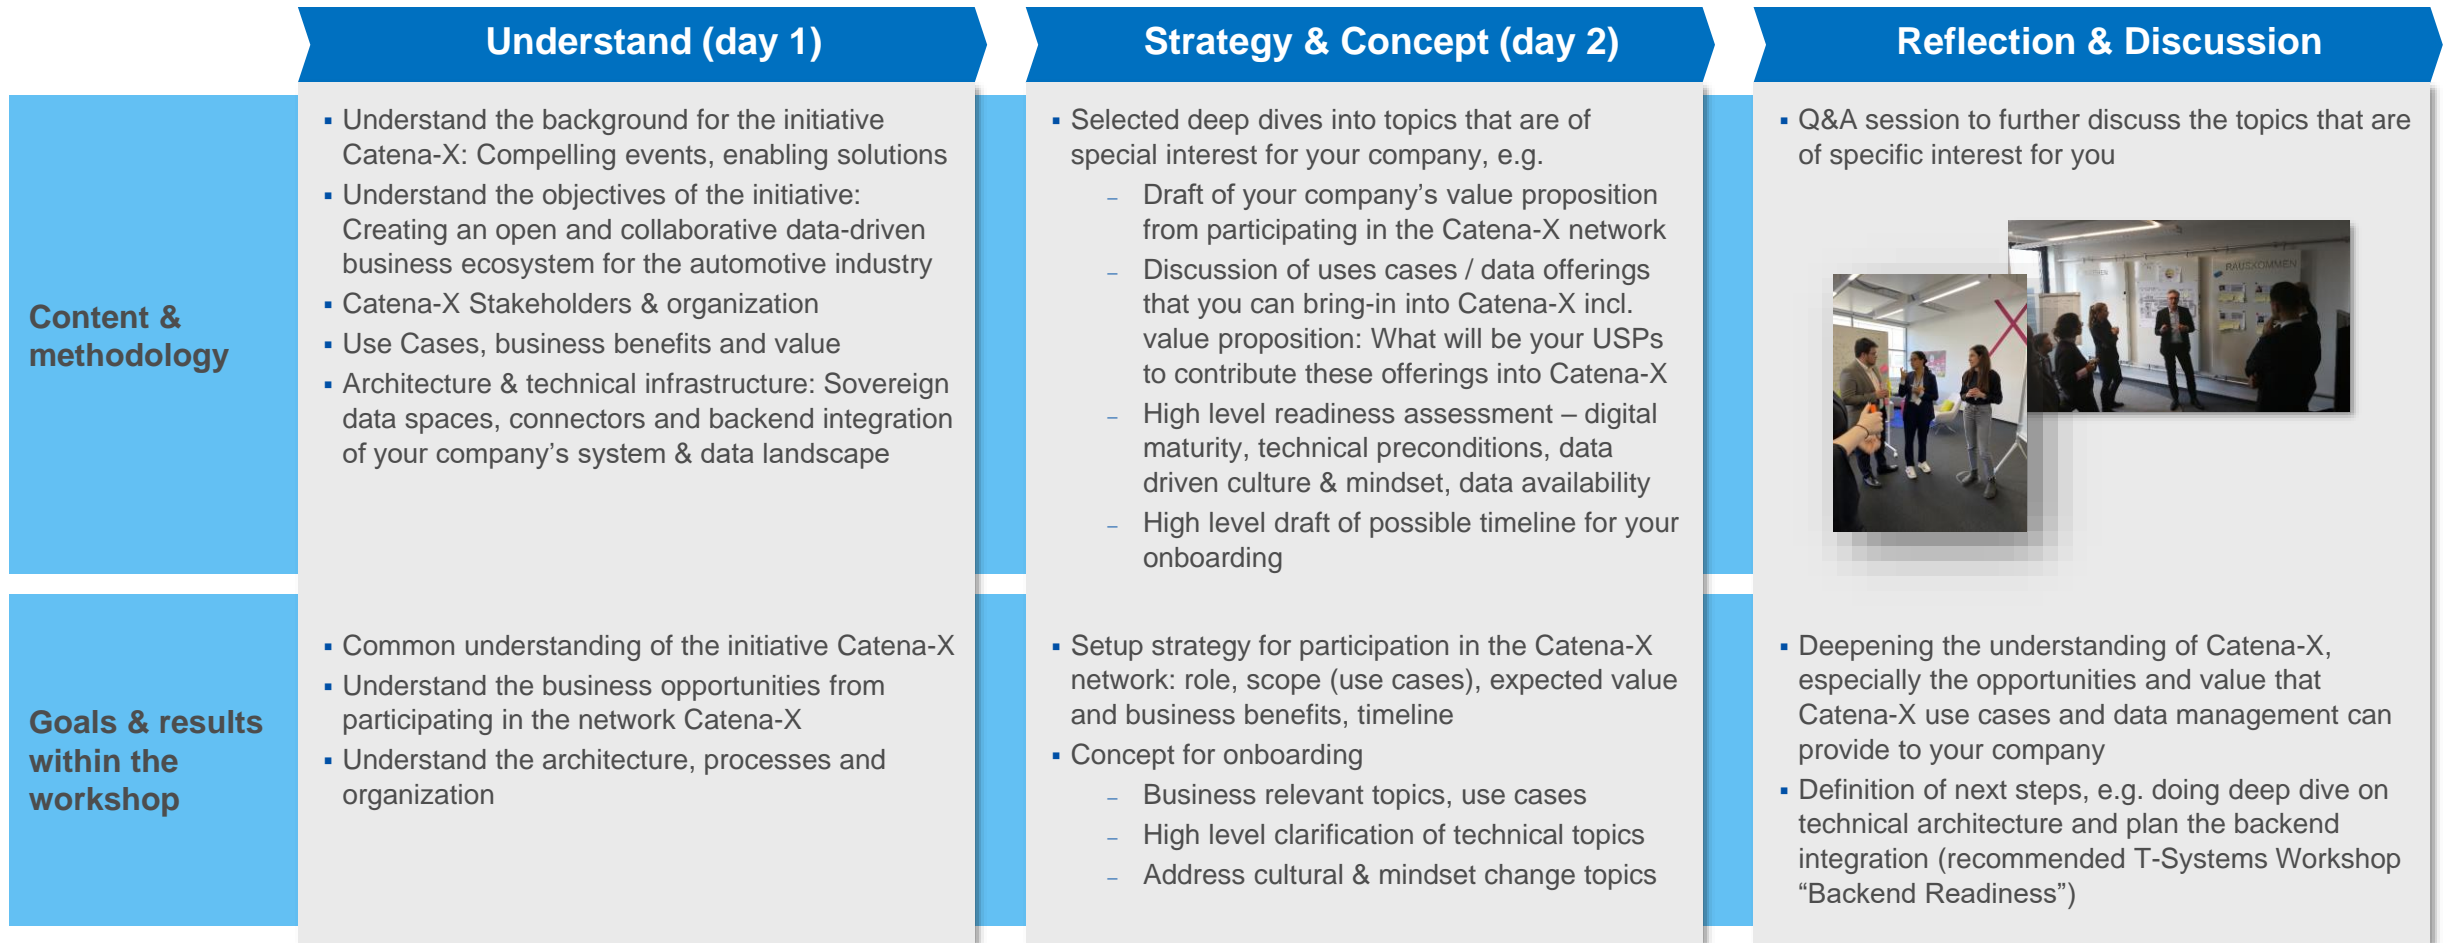 Understand (day 1)
Strategy & Concept (day 2)
Reflection & Discussion
Content &
methodology
▪ Understand the background for the initiative
Catena-X: Compelling events, enabling solutions
▪ Understand the objectives of the initiative:
Creating an open and collaborative data-driven
business ecosystem for the automotive industry
▪ Catena-X Stakeholders & organization
▪ Use Cases, business benefits and value
▪ Architecture & technical infrastructure: Sovereign
data spaces, connectors and backend integration
of your company’s system & data landscape
▪ Selected deep dives into topics that are of
special interest for your company, e.g.
– Draft of your company’s value proposition
from participating in the Catena-X network
– Discussion of uses cases / data offerings
that you can bring-in into Catena-X incl.
value proposition: What will be your USPs
to contribute these offerings into Catena-X
– High level readiness assessment – digital
maturity, technical preconditions, data
driven culture & mindset, data availability
– High level draft of possible timeline for your
onboarding
▪ Q&A session to further discuss the topics that are
of specific interest for you
RAUSKOMMEN
Goals & results
within the
workshop
▪ Common understanding of the initiative Catena-X
▪ Understand the business opportunities from
participating in the network Catena-X
▪ Understand the architecture, processes and
organization
▪ Setup strategy for participation in the Catena-X
network: role, scope (use cases), expected value
and business benefits, timeline
▪ Concept for onboarding
– Business relevant topics, use cases
– High level clarification of technical topics
– Address cultural & mindset change topics
▪ Deepening the understanding of Catena-X,
especially the opportunities and value that
Catena-X use cases and data management can
provide to your company
▪ Definition of next steps, e.g. doing deep dive on
technical architecture and plan the backend
integration (recommended T-Systems Workshop
“Backend Readiness”)